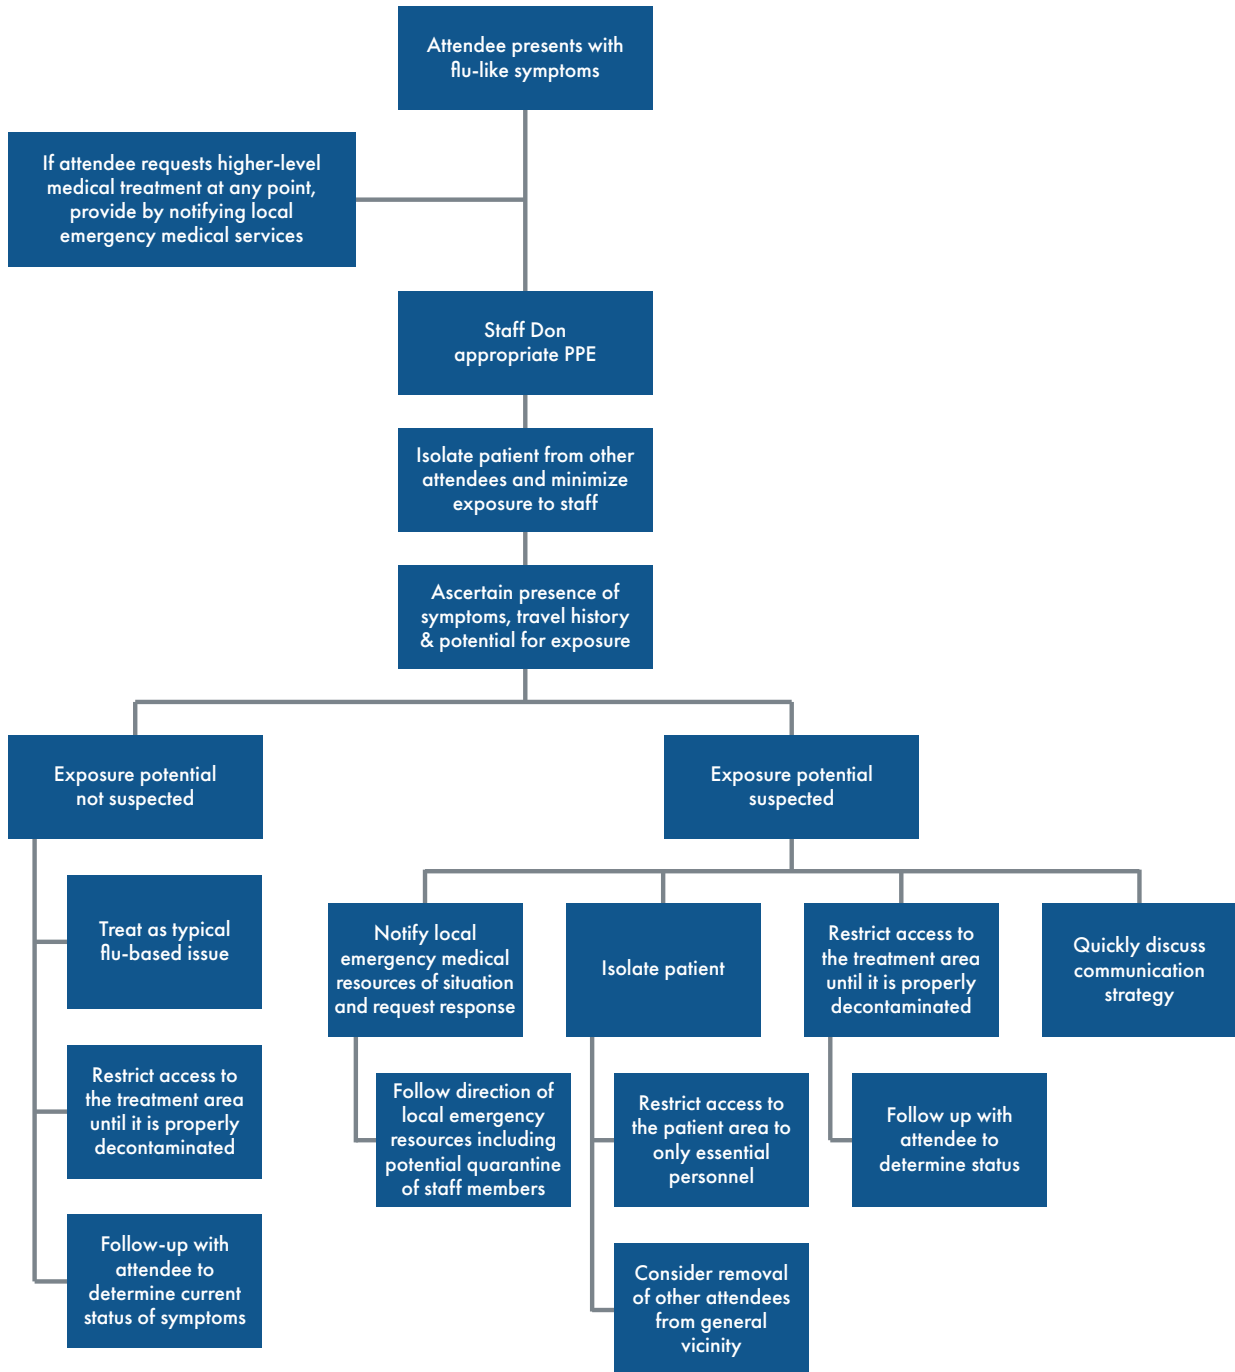 Attendee presents with
flu-like symptoms
If attendee requests higher-level
medical treatment at any point,
provide by notifying local
emergency medical services
Staff Don
appropriate PPE
Isolate patient from other
attendees and minimize
exposure to staff
Ascertain presence of
symptoms, travel history
& potential for exposure
Exposure potential
not suspected
Treat as typical
flu-based issue
Restrict access to
the treatment area
until it is properly
decontaminated
Follow-up with
attendee to
determine current
status of symptoms
Exposure potential
suspected
Notify local
emergency medical
resources of situation
and request response
Follow direction of
local emergency
resources including
potential quarantine
of staff members
Isolate patient
Restrict access to
the patient area to
only essential
personnel
Consider removal
of other attendees
from general
vicinity
Restrict access to
the treatment area
until it is properly
decontaminated
Follow up with
attendee to
determine status
Quickly discuss
communication
strategy